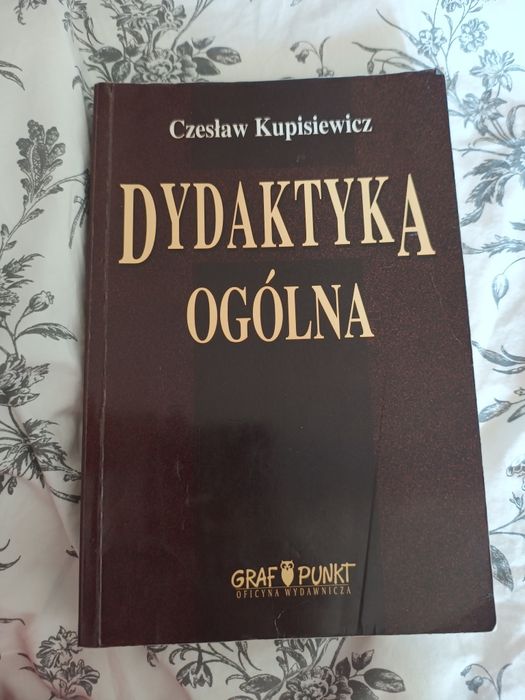 Czesław Kupisiewicz
DYDAKTYKA
OGÓLNA
GRAF PUNKT
OFICYNA WYDAWNICZA